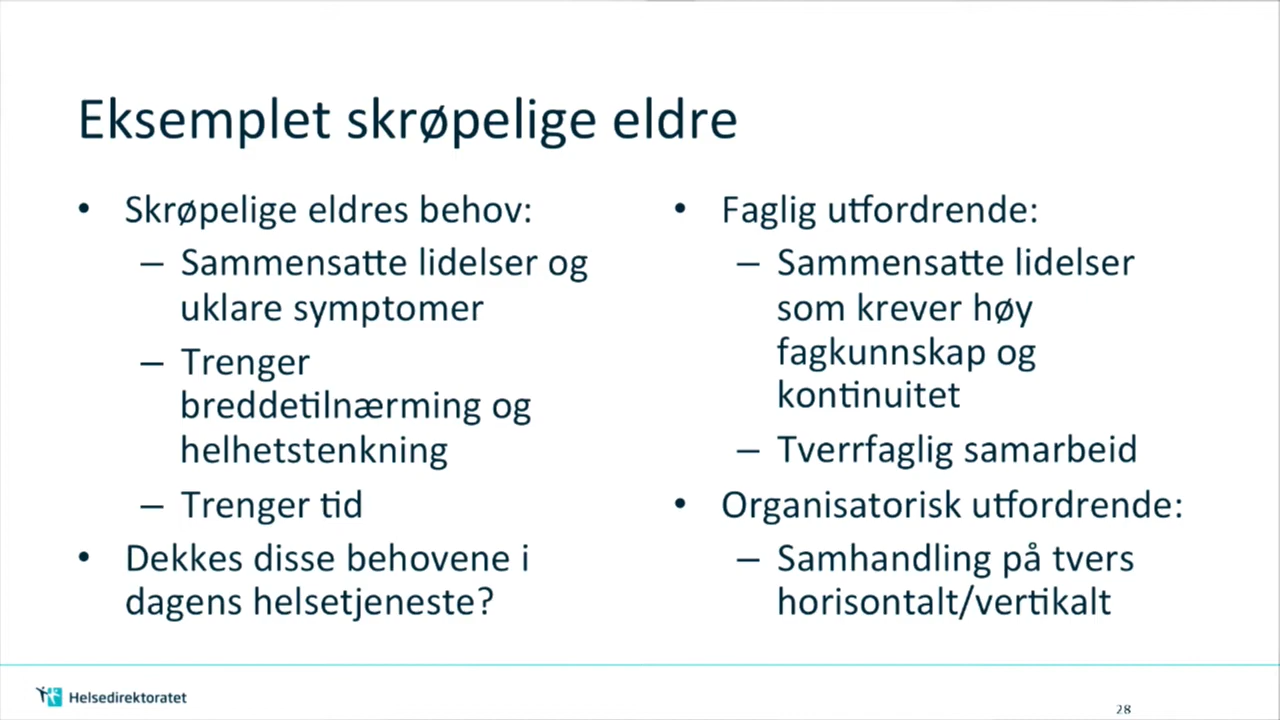 Eksemplet skrøpelige eldre
• Skrøpelige eldres behov:
– Sammensatte lidelser og
uklare symptomer
– Trenger
breddetilnærming og
helhetstenkning
– Trenger tid
• Dekkes disse behovene i
dagens helsetjeneste?
• Faglig utfordrende:
– Sammensatte lidelser
som krever høy
fagkunnskap og
kontinuitet
– Tverrfaglig samarbeid
• Organisatorisk utfordrende:
– Samhandling på tvers
horisontalt/vertikalt
Helsedirektoratet
28